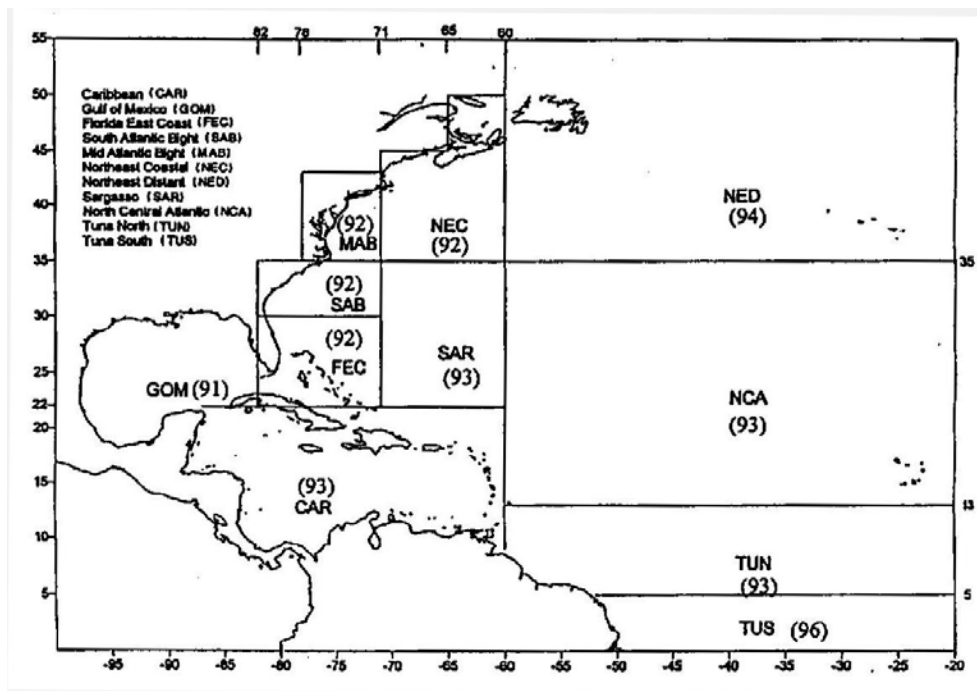 82 78 71 65 60
55
50
45
40
35
30
25
22
20
15
10
5
Caribbean (CAR)
Gulf of Mexico (GOM)
Florida East Coast (FEC)
South Atlantic Bight (SAB)
Mid Atlantic Bight (MAB)
Northeast Coastal (NEC)
Northeast Distant (NED)
Sargasso (SAR)
North Central Atlantic (NCA)
Tuna North (TUN)
Tuna South (TUS)
(92)
MAB
NEC
(92)
NED
(94)
35
(92)
SAB
(92)
FEC
SAR
(93)
GOM (91)
NCA
(93)
(93)
CAR
13
TUN
(93)
5
TUS (96)
-95 -90 -85 -80 -75 -70 -65 -60 -55 -50 -45 -40 -35 -30 -25 -20